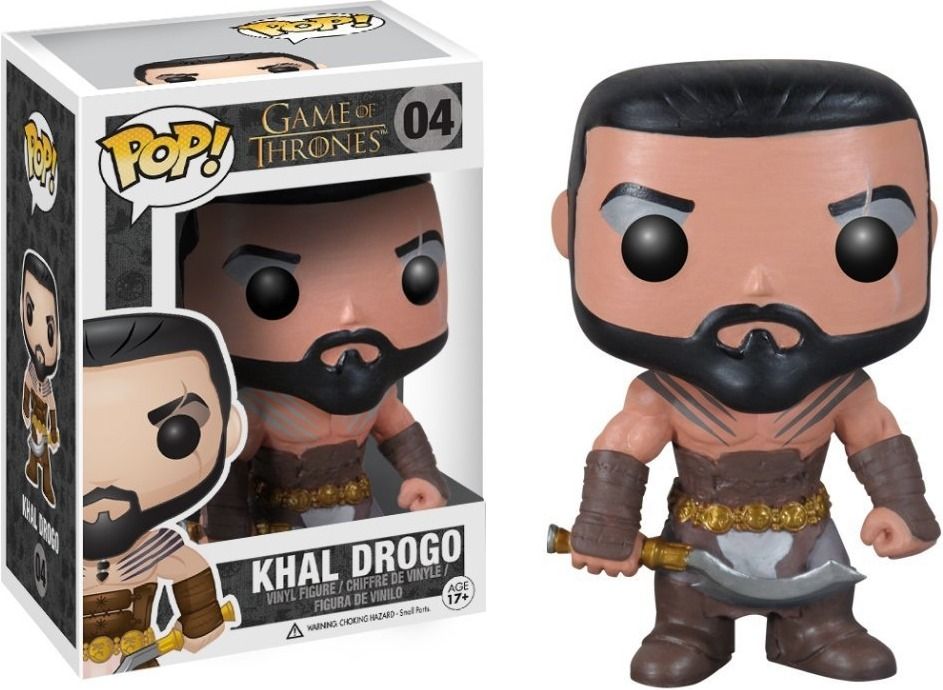 POP!
POP!
POP!
GAME OF
THRONES™
04
KHAL DROGO
04
KHAL DROGO
VINYL FIGURE / CHIFFRE DE VINYLE /
FIGURA DE VINILO
AGE
17+
WARNING: CHOKING HAZARD - Small Parts.